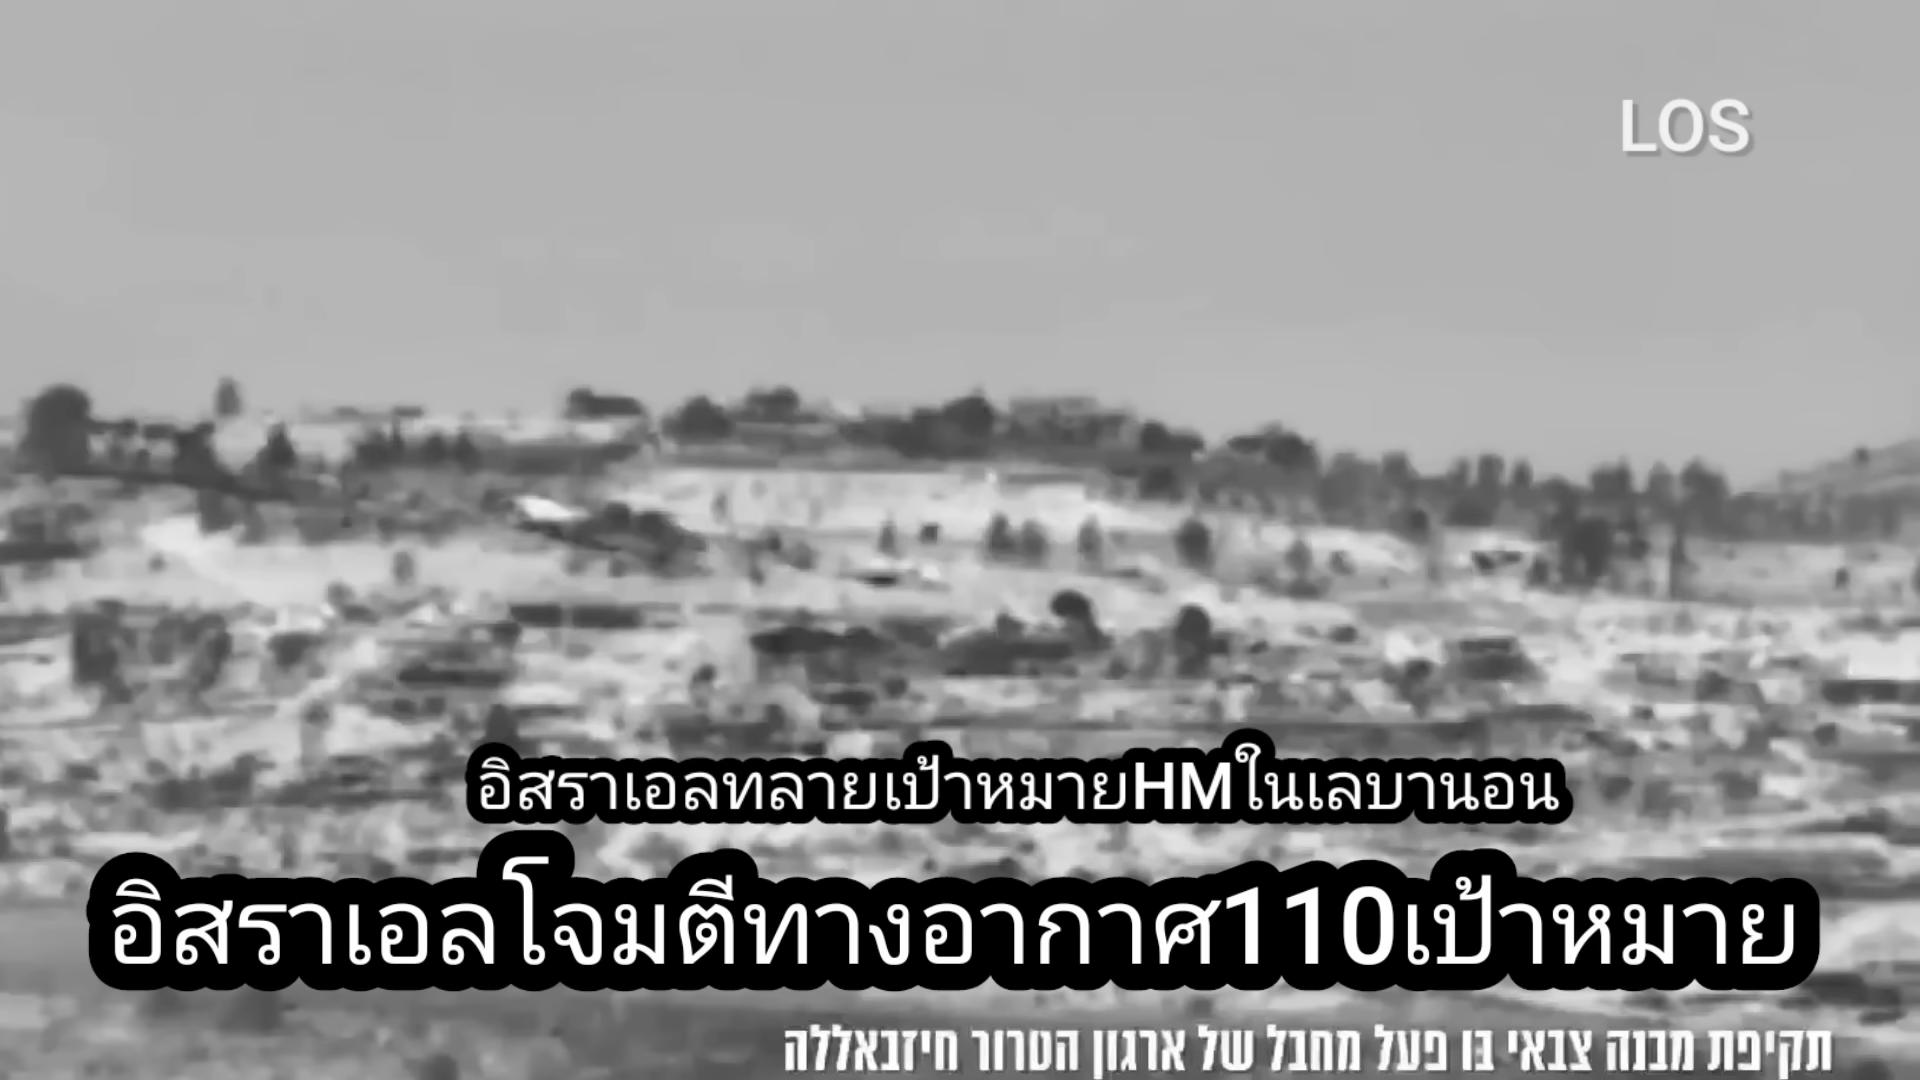 LOS
อิสราเอลทลายเป้าหมายHMในเลบานอน
อิสราเอลโจมตีทางอากาศ110เป้าหมาย
תקיפת מבנה צבאי בו פעל מחבל של ארגון הטרור חיזבאללה